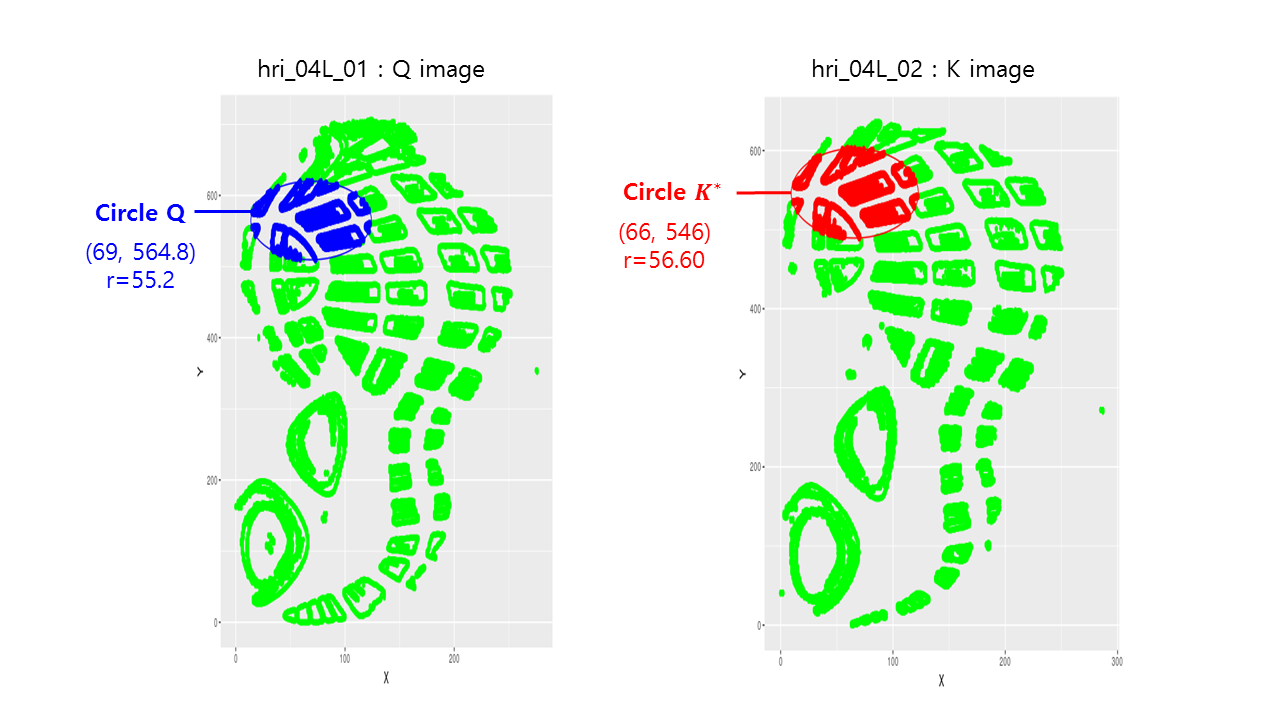 hri_04L_01 : Q image
hri_04L_02 : K image
Circle Q
(69, 564.8)
r=55.2
Circle K*
(66, 546)
r=56.60
600
400
200
0
Y
0
100
200
X
600
400
200
0
Y
0
100
200
300
X